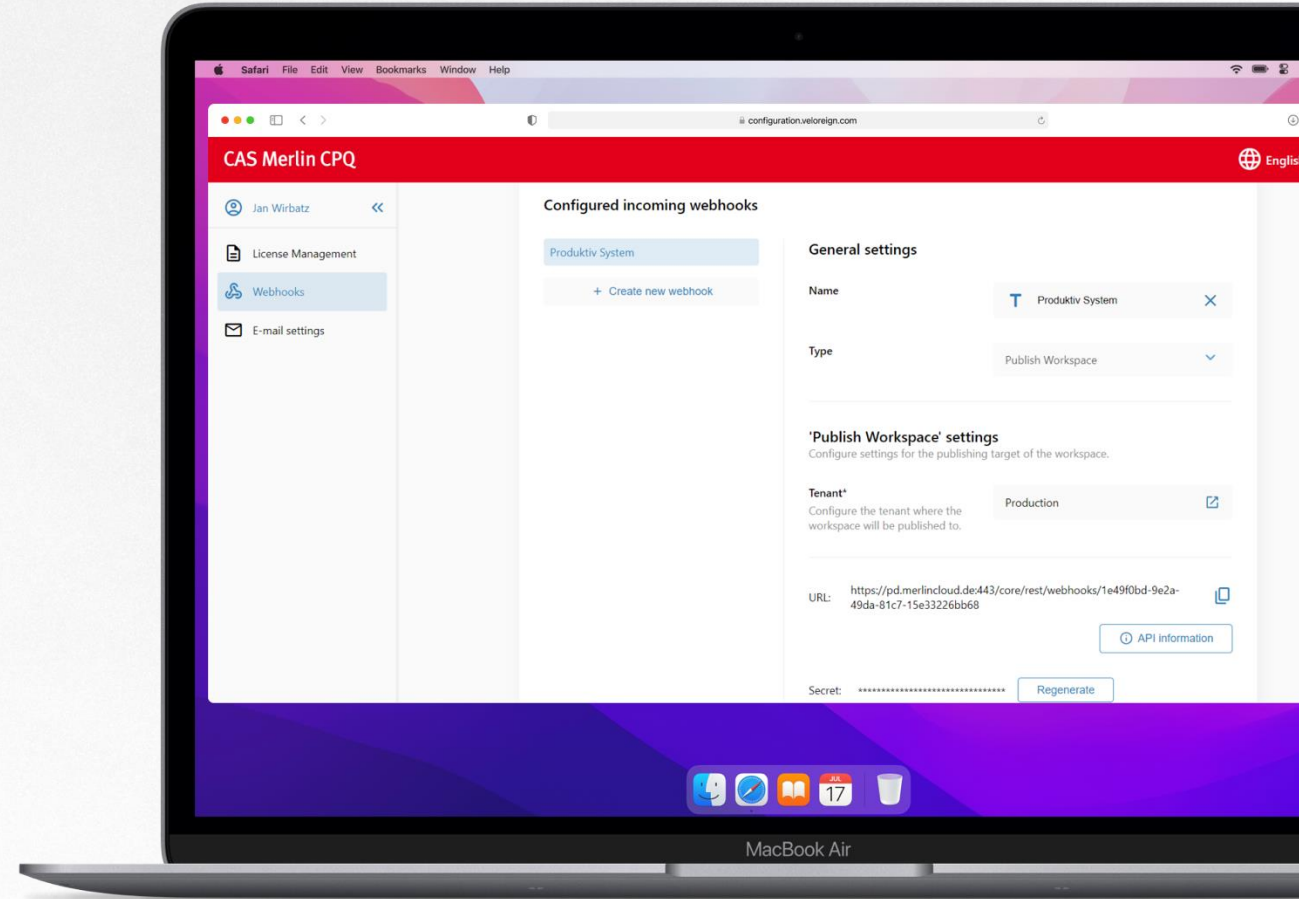 Safari File Edit View Bookmarks Window Help
configuration.veloreign.com
CAS Merlin CPQ
Englis
Jan Wirbatz
License Management
Webhooks
E-mail settings
Configured incoming webhooks
Produktiv System
+ Create new webhook
General settings
Name
Produktiv System
Type
Publish Workspace
'Publish Workspace' settings
Configure settings for the publishing target of the workspace.
Tenant*
Configure the tenant where the
workspace will be published to.
Production
URL:
https://pd.merlincloud.de:443/core/rest/webhooks/1e49f0bd-9e2a-
49da-81c7-15e33226bb68
API information
Secret: ********************************
Regenerate
JUL
17
MacBook Air